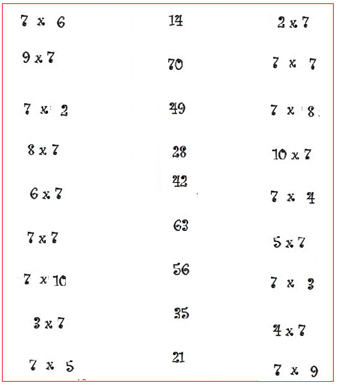 7 x 6 14 2 x 7
9 x 7 70 7 x 7
7 x 2 49 7 x 8
8 x 7 28 10 x 7
6 x 7 42 7 x 4
7 x 7 63 5 x 7
7 x 10 56 7 x 3
3 x 7 35 4 x 7
7 x 5 21 7 x 9